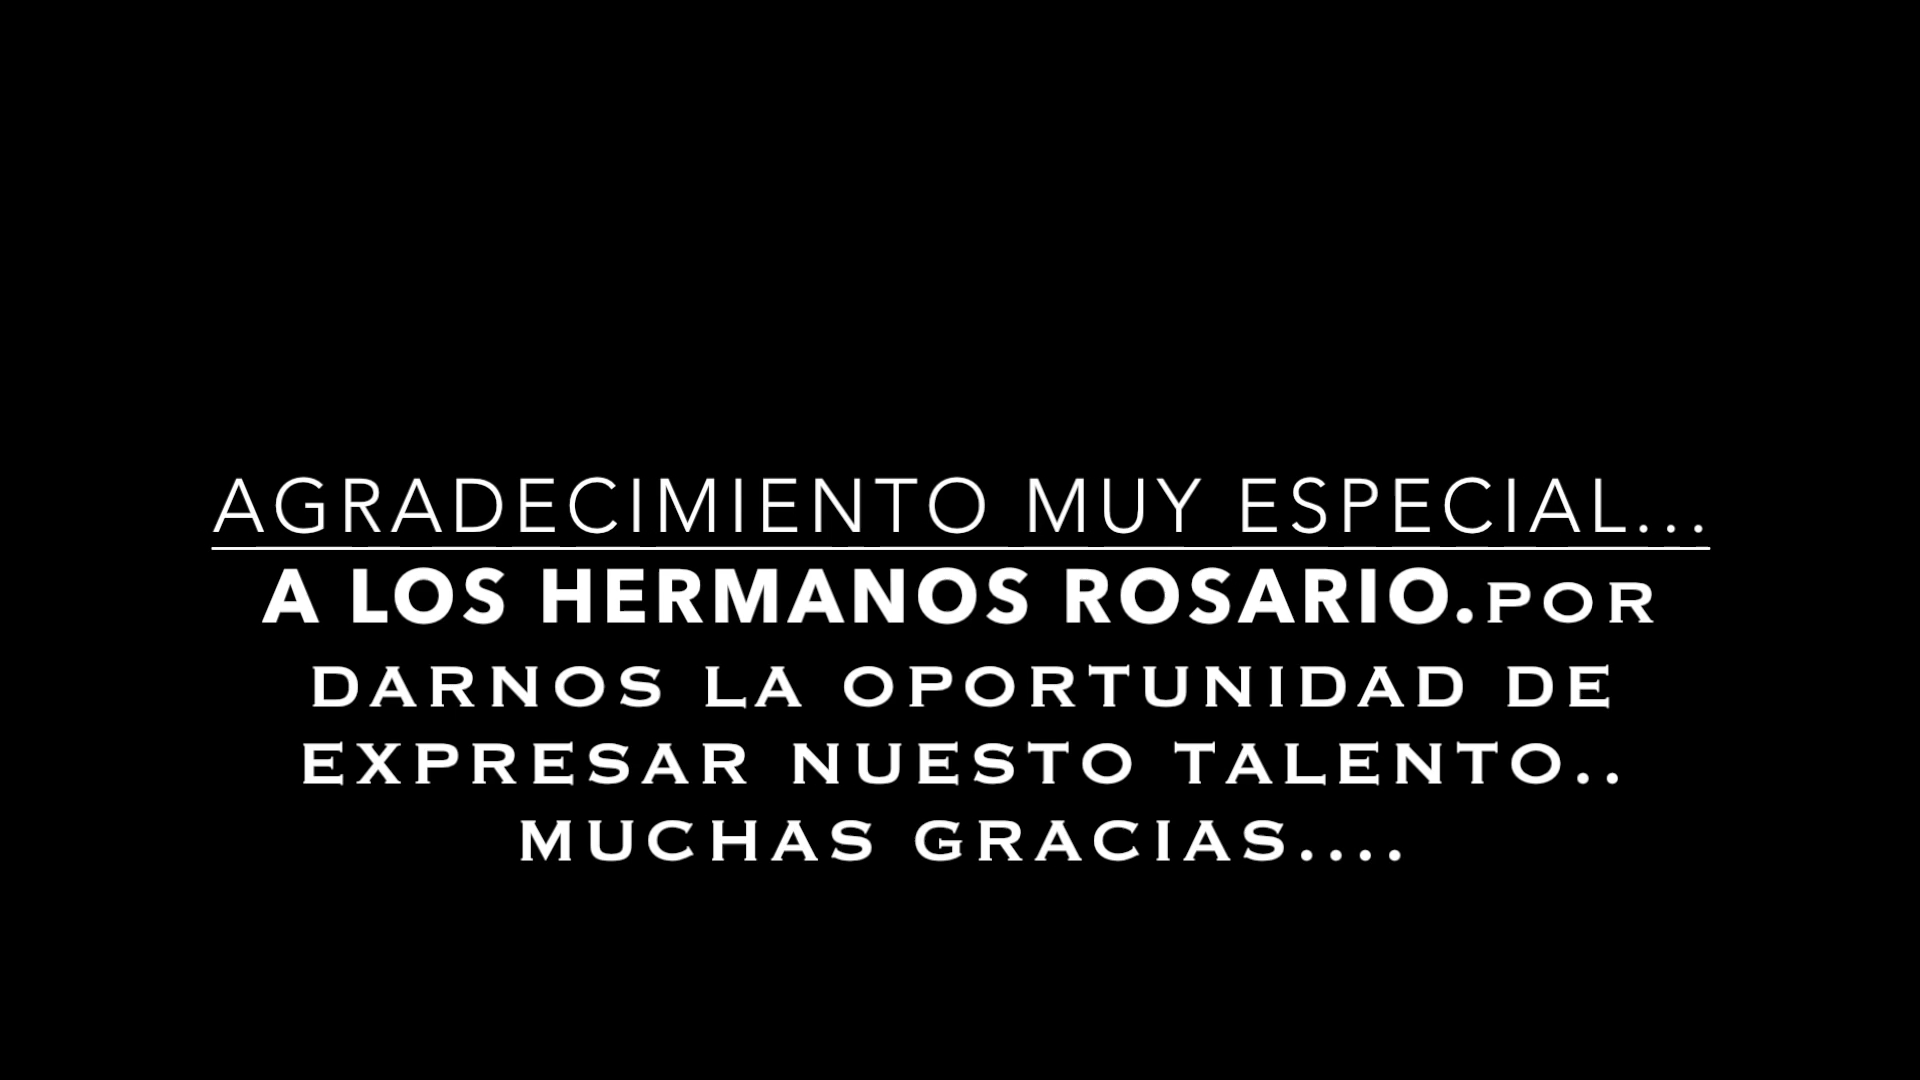 AGRADECIMIENTO MUY ESPECIAL...
A LOS HERMANOS ROSARIO.POR
DARNOS LA OPORTUNIDAD DE
EXPRESAR NUESTO TALENTO..
MUCHAS GRACIAS....